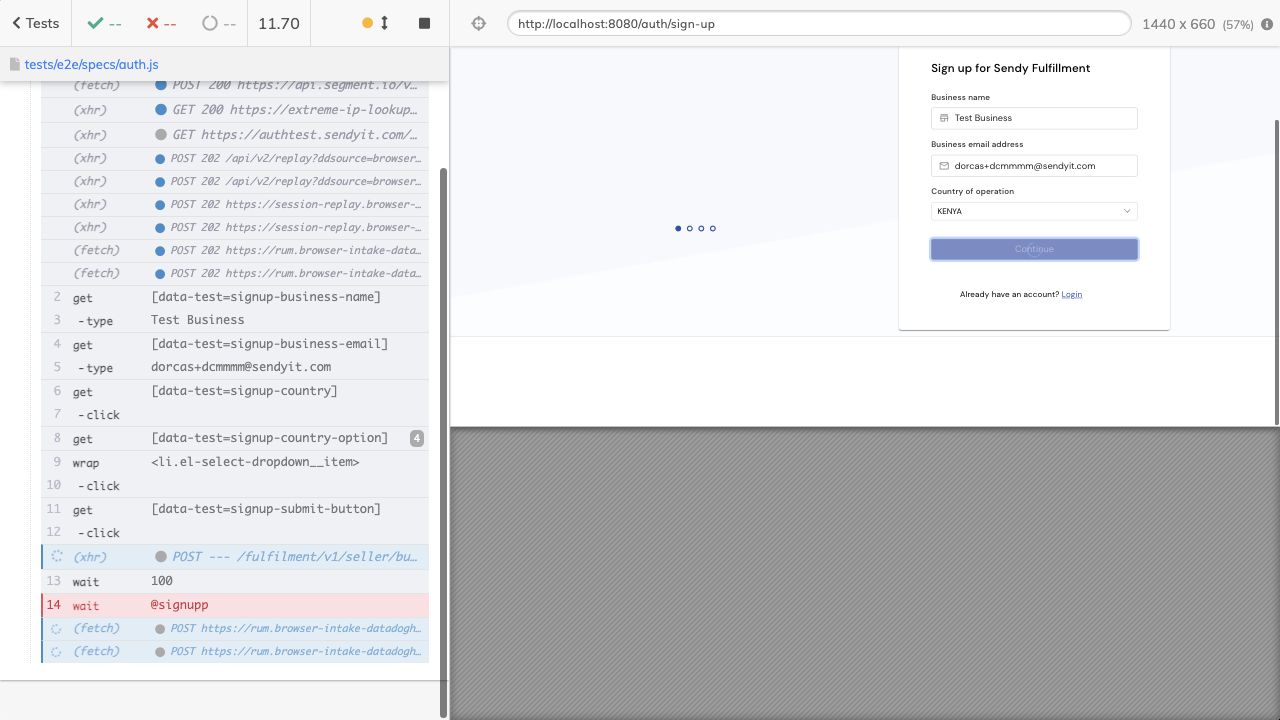 Tests
--
--
--
11.70
http://localhost:8080/auth/sign-up
1440 x 660 (57%)
tests/e2e/specs/auth.js
(fetch) POST 200 https://api.segment.io/v…
(xhr) GET 200 https://extreme-ip-lookup…
(xhr) GET https://authtest.sendyit.com/…
(xhr) POST 202 /api/v2/replay?ddsource=browser…
(xhr) POST 202 /api/v2/replay?ddsource=browser…
(xhr) POST 202 https://session-replay.browser-…
(xhr) POST 202 https://session-replay.browser-…
(fetch) POST 202 https://rum.browser-intake-data…
(fetch) POST 202 https://rum.browser-intake-data…
2 get [data-test=signup-business-name]
3 -type Test Business
4 get [data-test=signup-business-email]
5 -type dorcas+dcmmmm@sendyit.com
6 get [data-test=signup-country]
7 -click
8 get [data-test=signup-country-option] 4
9 wrap <li.el-select-dropdown__item>
10 -click
11 get [data-test=signup-submit-button]
12 -click
(xhr) POST --- /fulfilment/v1/seller/bu…
13 wait 100
14 wait @signupp
(fetch) POST https://rum.browser-intake-datadogh…
(fetch) POST https://rum.browser-intake-datadogh…
Sign up for Sendy Fulfillment
Business name
Test Business
Business email address
dorcas+dcmmmm@sendyit.com
Country of operation
KENYA
Continue
Already have an account? Login